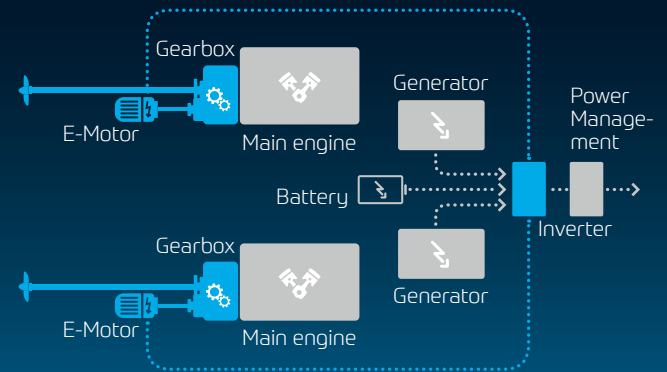 Gearbox
E-Motor
Main engine
Generator
Power
Manage-
ment
Battery
Inverter
Gearbox
E-Motor
Main engine
Generator